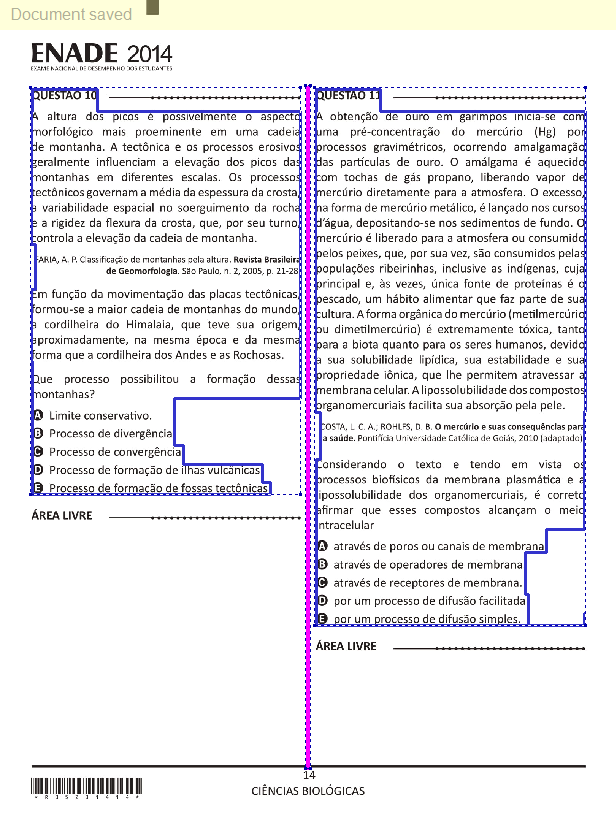 Document saved
ENADE 2014
EXAME NACIONAL DE DESEMPENHO DOS ESTUDANTES
QUESTÃO 10
A altura dos picos é possivelmente o aspecto
morfológico mais proeminente em uma cadeia
de montanha. A tectônica e os processos erosivos
geralmente influenciam a elevação dos picos das
montanhas em diferentes escalas. Os processos
tectônicos governam a média da espessura da crosta,
a variabilidade espacial no soerguimento da rocha
e a rigidez da flexura da crosta, que, por seu turno,
controla a elevação da cadeia de montanha.
FARIA, A. P. Classificação de montanhas pela altura. Revista Brasileira
de Geomorfologia. São Paulo. n. 2, 2005, p. 21-28
Em função da movimentação das placas tectônicas,
formou-se a maior cadeia de montanhas do mundo,
a cordilheira do Himalaia, que teve sua origem,
aproximadamente, na mesma época e da mesma
forma que a cordilheira dos Andes e as Rochosas.
Que processo possibilitou a formação dessas
montanhas?
A Limite conservativo.
B Processo de divergência
C Processo de convergência
D Processo de formação de ilhas vulcânicas
E Processo de formação de fossas tectônicas
ÁREA LIVRE
QUESTÃO 11
A obtenção de ouro em garimpos inicia-se com
uma pré-concentração do mercúrio (Hg) por
processos gravimétricos, ocorrendo amalgamação
das partículas de ouro. O amálgama é aquecido
com tochas de gás propano, liberando vapor de
mercúrio diretamente para a atmosfera. O excesso,
na forma de mercúrio metálico, é lançado nos cursos
d'água, depositando-se nos sedimentos de fundo. O
mercúrio é liberado para a atmosfera ou consumido
pelos peixes, que, por sua vez, são consumidos pelas
populações ribeirinhas, inclusive as indígenas, cuja
principal e, às vezes, única fonte de proteínas é o
pescado, um hábito alimentar que faz parte de sua
cultura. A forma orgânica do mercúrio (metilmercúrio
ou dimetilmercúrio) é extremamente tóxica, tanto
para a biota quanto para os seres humanos, devido
a sua solubilidade lipídica, sua estabilidade e sua
propriedade iônica, que lhe permitem atravessar a
membrana celular. A lipossolubilidade dos compostos
organomercuriais facilita sua absorção pela pele.
COSTA, L. C. A.; ROHLFS, D. B. O mercúrio e suas consequências para
a saúde. Pontifícia Universidade Católica de Goiás, 2010 (adaptado)
Considerando o texto e tendo em vista os
processos biofísicos da membrana plasmática e a
lipossolubilidade dos organomercuriais, é correto
afirmar que esses compostos alcançam o meio
intracelular
A através de poros ou canais de membrana
B através de operadores de membrana
C através de receptores de membrana.
D por um processo de difusão facilitada
E por um processo de difusão simples.
ÁREA LIVRE
14
CIÊNCIAS BIOLÓGICAS